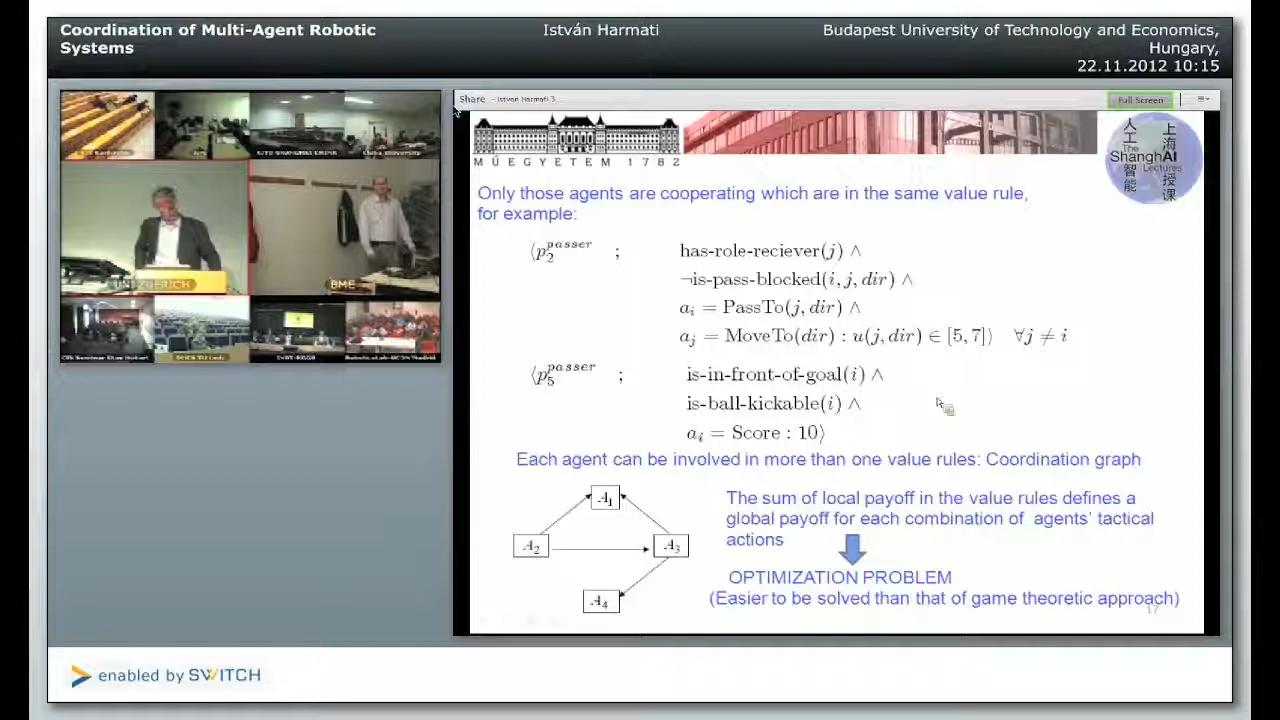 Coordination of Multi-Agent Robotic
Systems
István Harmati
Budapest University of Technology and Economics,
Hungary,
22.11.2012 10:15
Share - Istvan Harmati 3
Full Screen
UNI ZUERICH
BME
MŰEGYETEM 1782
人工智能
上海授课
The
ShanghAI
Lectures
Only those agents are cooperating which are in the same value rule,
for example:
⟨p₂^passer ; has-role-reciever(j) ∧
¬is-pass-blocked(i, j, dir) ∧
aᵢ = PassTo(j, dir) ∧
aⱼ = MoveTo(dir) : u(j, dir) ∈ [5, 7]⟩ ∀j ≠ i
⟨p₅^passer ; is-in-front-of-goal(i) ∧
is-ball-kickable(i) ∧
aᵢ = Score : 10⟩
Each agent can be involved in more than one value rules: Coordination graph
A₁
A₂
A₃
A₄
The sum of local payoff in the value rules defines a
global payoff for each combination of agents' tactical
actions
OPTIMIZATION PROBLEM
(Easier to be solved than that of game theoretic approach)
17
enabled by SWITCH